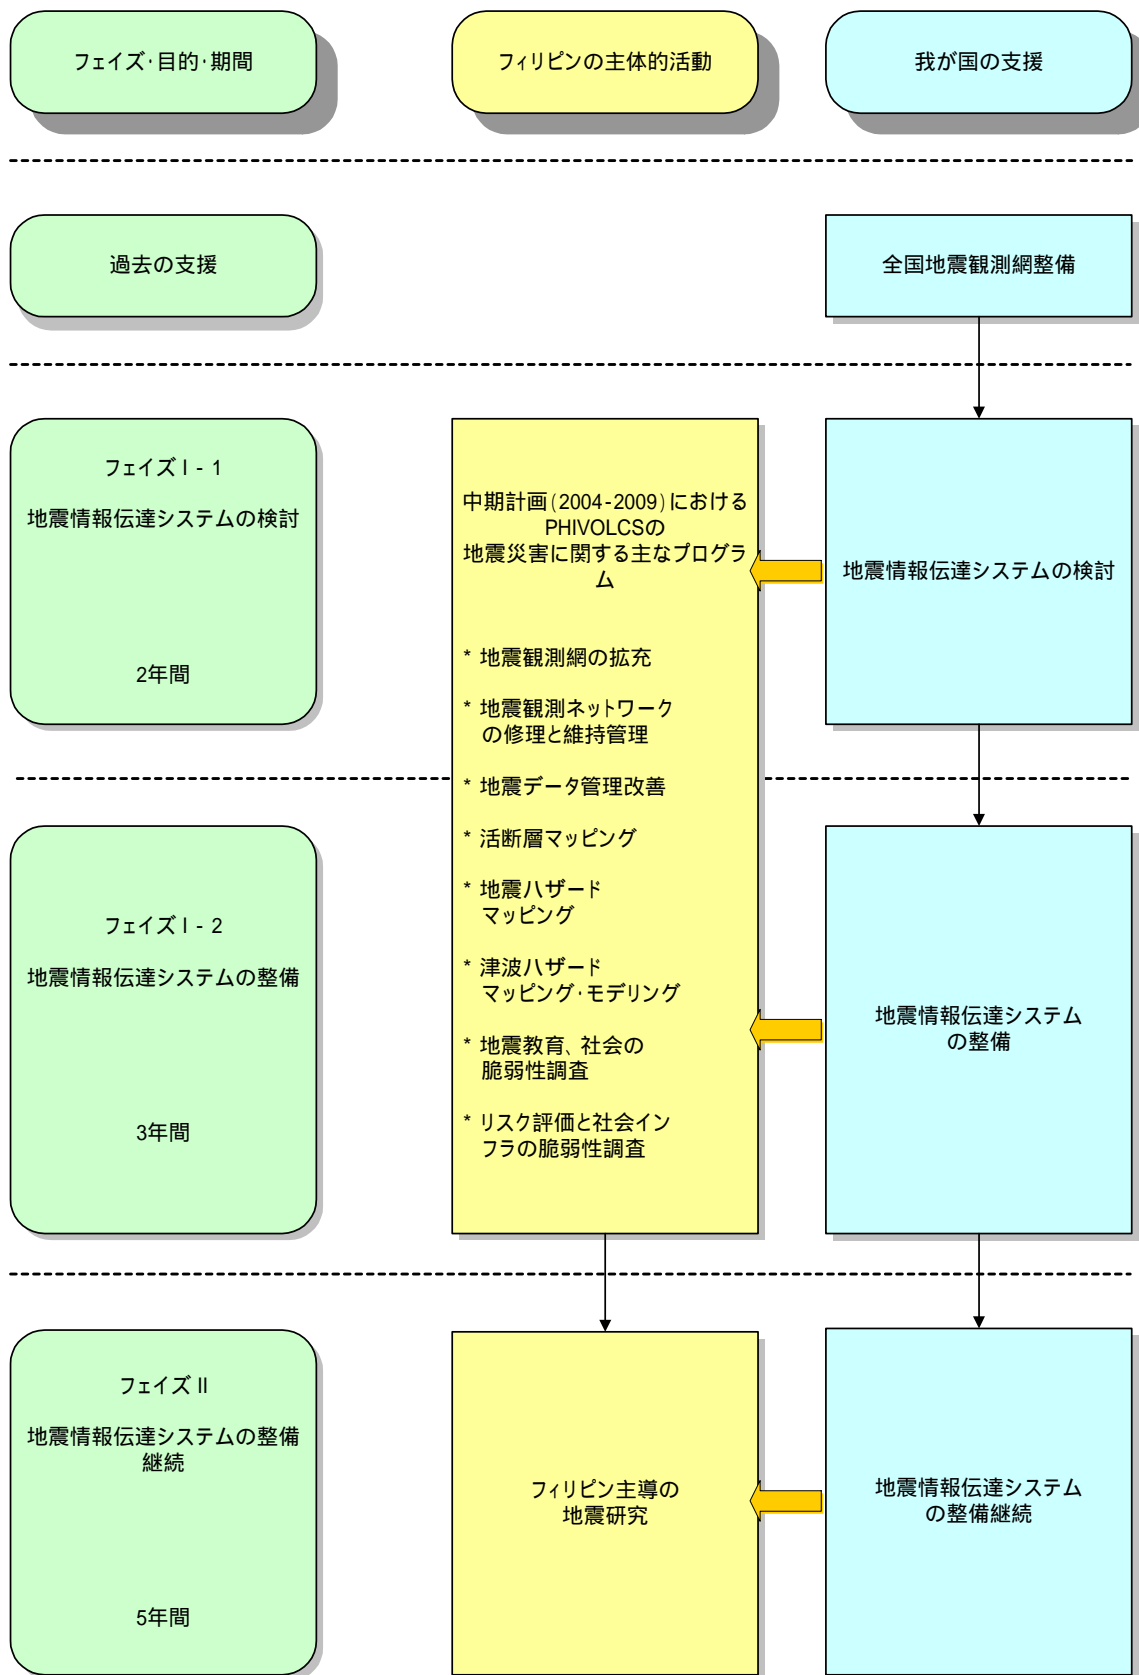 フェイズ・目的・期間
フィリピンの主体的活動
我が国の支援
過去の支援
全国地震観測網整備
フェイズ I - 1
地震情報伝達システムの検討
2年間
中期計画(2004-2009)における
PHIVOLCSの
地震災害に関する主なプログラ
ム
* 地震観測網の拡充
* 地震観測ネットワーク
の修理と維持管理
* 地震データ管理改善
* 活断層マッピング
* 地震ハザード
マッピング
* 津波ハザード
マッピング・モデリング
* 地震教育、社会の
脆弱性調査
* リスク評価と社会イン
フラの脆弱性調査
地震情報伝達システムの検討
フェイズ I - 2
地震情報伝達システムの整備
3年間
地震情報伝達システム
の整備
フェイズ II
地震情報伝達システムの整備
継続
5年間
フィリピン主導の
地震研究
地震情報伝達システム
の整備継続